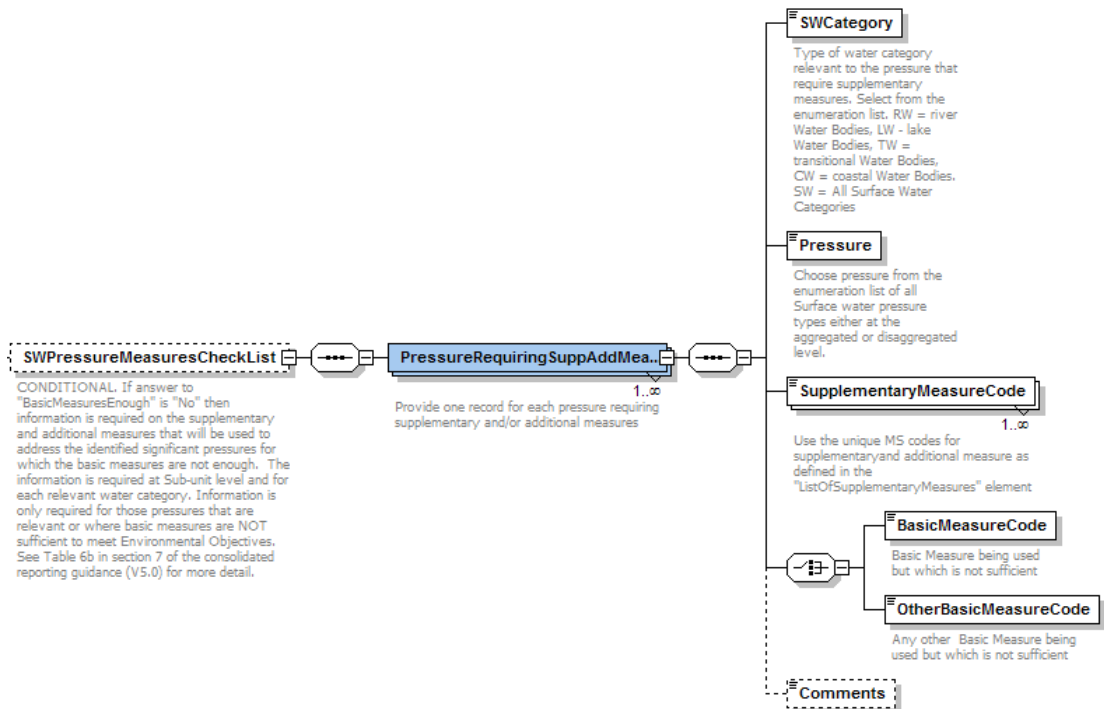 SWPressureMeasuresCheckList
CONDITIONAL. If answer to
"BasicMeasuresEnough" is "No" then
information is required on the supplementary
and additional measures that will be used to
address the identified significant pressures for
which the basic measures are not enough.  The
information is required at Sub-unit level and for
each relevant water category. Information is
only required for those pressures that are
relevant or where basic measures are NOT
sufficient to meet Environmental Objectives.
See Table 6b in section 7 of the consolidated
reporting guidance (V5.0) for more detail.
PressureRequiringSuppAddMea..
1..∞
Provide one record for each pressure requiring
supplementary and/or additional measures
SWCategory
Type of water category
relevant to the pressure that
require supplementary
measures. Select from the
enumeration list. RW = river
Water Bodies, LW - lake
Water Bodies, TW =
transitional Water Bodies,
CW = coastal Water Bodies.
SW = All Surface Water
Categories
Pressure
Choose pressure from the
enumeration list of all
Surface water pressure
types either at the
aggregated or disaggregated
level.
SupplementaryMeasureCode
1..∞
Use the unique MS codes for
supplementaryand additional measure as
defined in the
"ListOfSupplementaryMeasures" element
BasicMeasureCode
Basic Measure being used
but which is not sufficient
OtherBasicMeasureCode
Any other  Basic Measure being
used but which is not sufficient
Comments